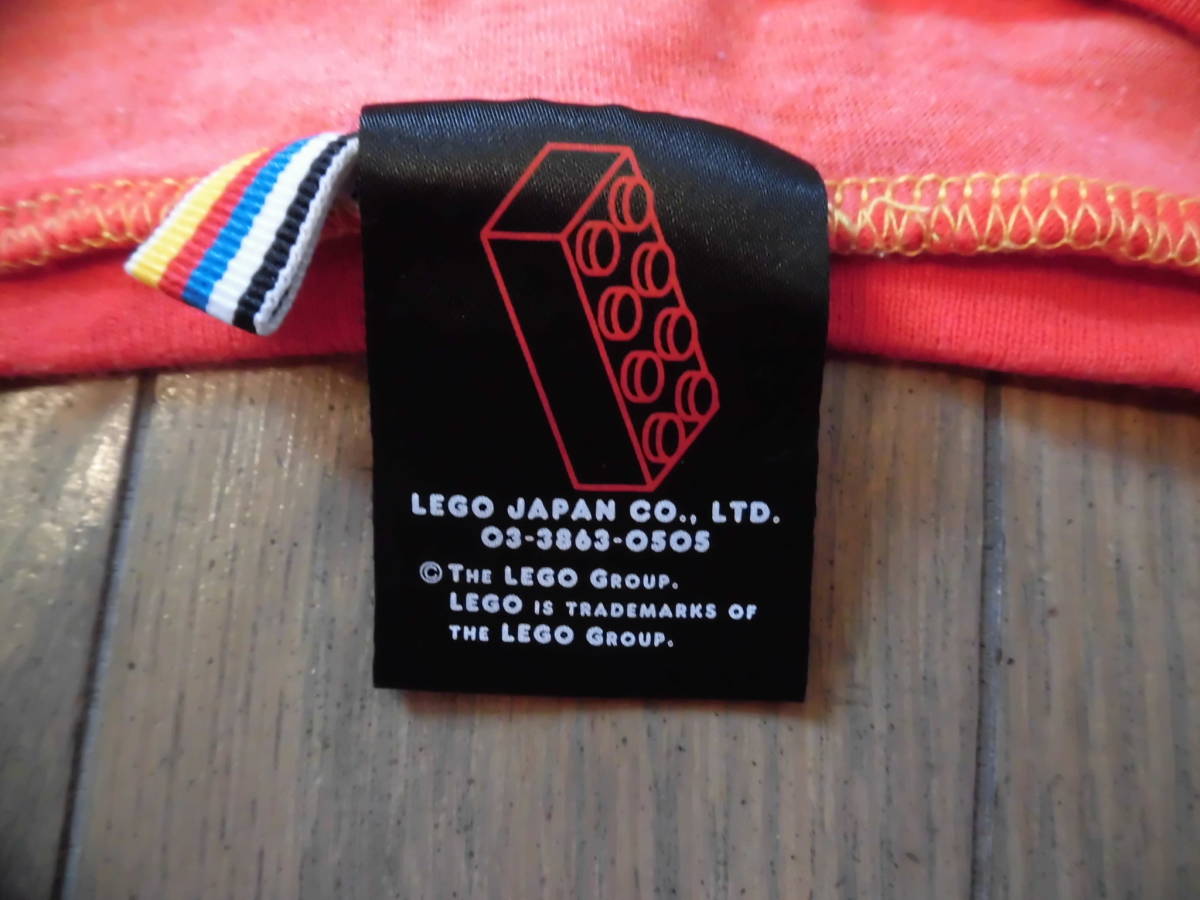 LEGO JAPAN CO., LTD.
03-3863-0505
© THE LEGO GROUP.
LEGO IS TRADEMARKS OF
THE LEGO GROUP.